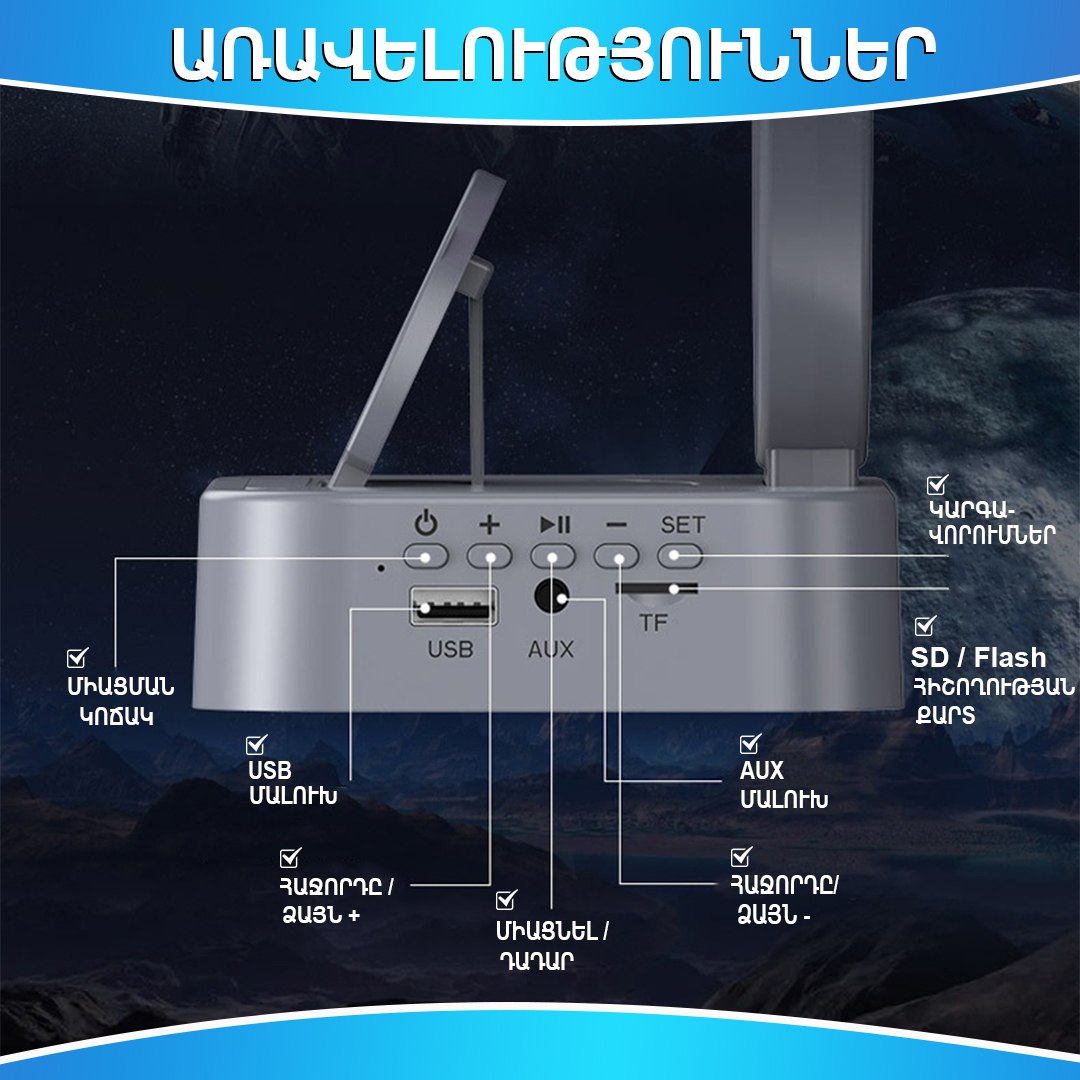 ԱՌԱՎԵԼՈՒԹՅՈՒՆՆԵՐ
SET
USB
AUX
TF
ԿԱՐԳԱ-
ՎՈՐՈՒՄՆԵՐ
SD / Flash
ՀԻՇՈՂՈՒԹՅԱՆ
ՔԱՐՏ
ՄԻԱՑՄԱՆ
ԿՈՃԱԿ
USB
ՄԱԼՈՒԽ
AUX
ՄԱԼՈՒԽ
ՀԱՋՈՐԴԸ /
ՁԱՅՆ +
ՄԻԱՑՆԵԼ /
ԴԱԴԱՐ
ՀԱՋՈՐԴԸ/
ՁԱՅՆ -